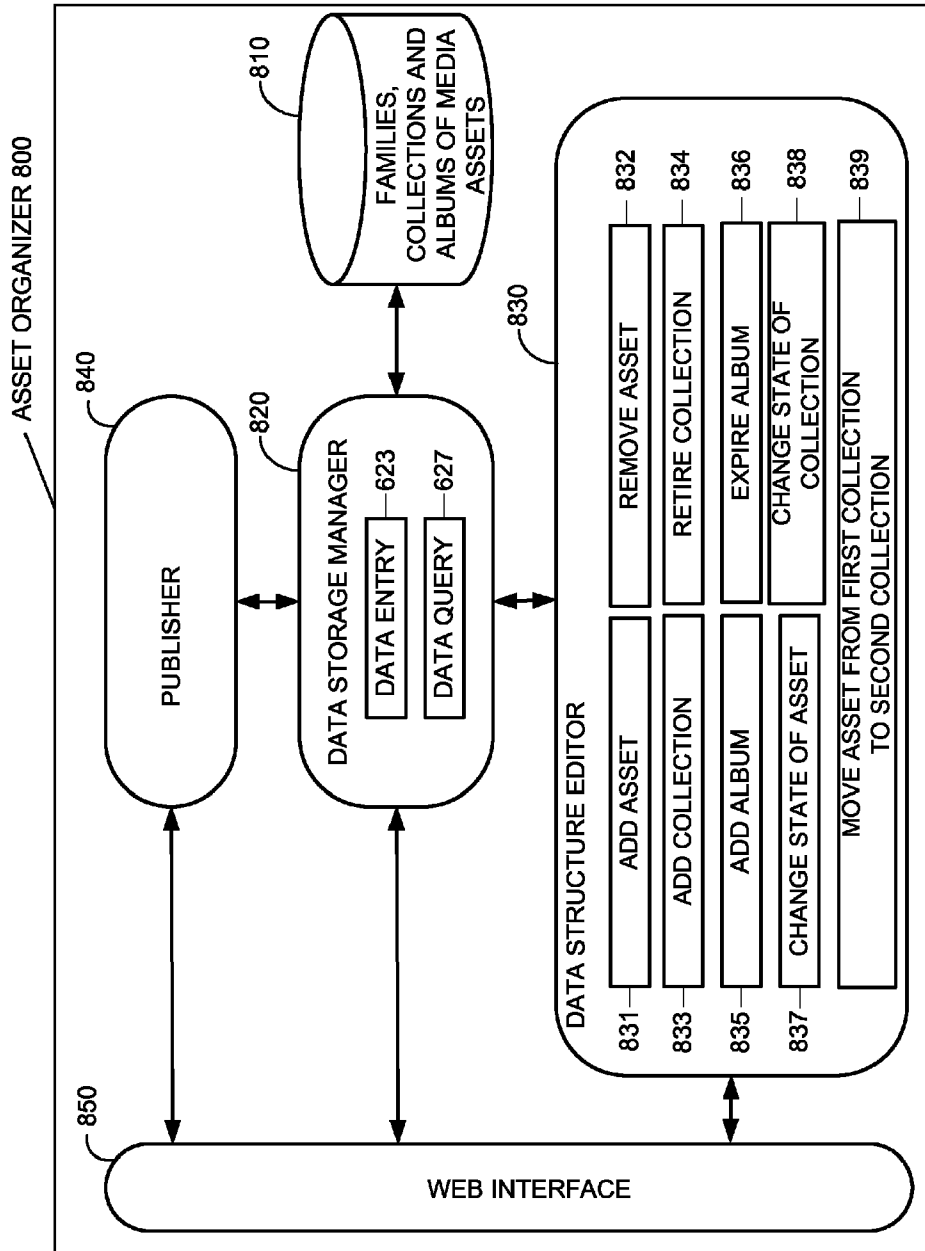 ASSET ORGANIZER 800
840
PUBLISHER
820
DATA STORAGE MANAGER
DATA ENTRY
623
DATA QUERY
627
810
FAMILIES,
COLLECTIONS AND
ALBUMS OF MEDIA
ASSETS
830
DATA STRUCTURE EDITOR
831
ADD ASSET
REMOVE ASSET
832
833
ADD COLLECTION
RETIRE COLLECTION
834
835
ADD ALBUM
EXPIRE ALBUM
836
837
CHANGE STATE OF ASSET
CHANGE STATE OF
COLLECTION
838
MOVE ASSET FROM FIRST COLLECTION
TO SECOND COLLECTION
839
850
WEB INTERFACE